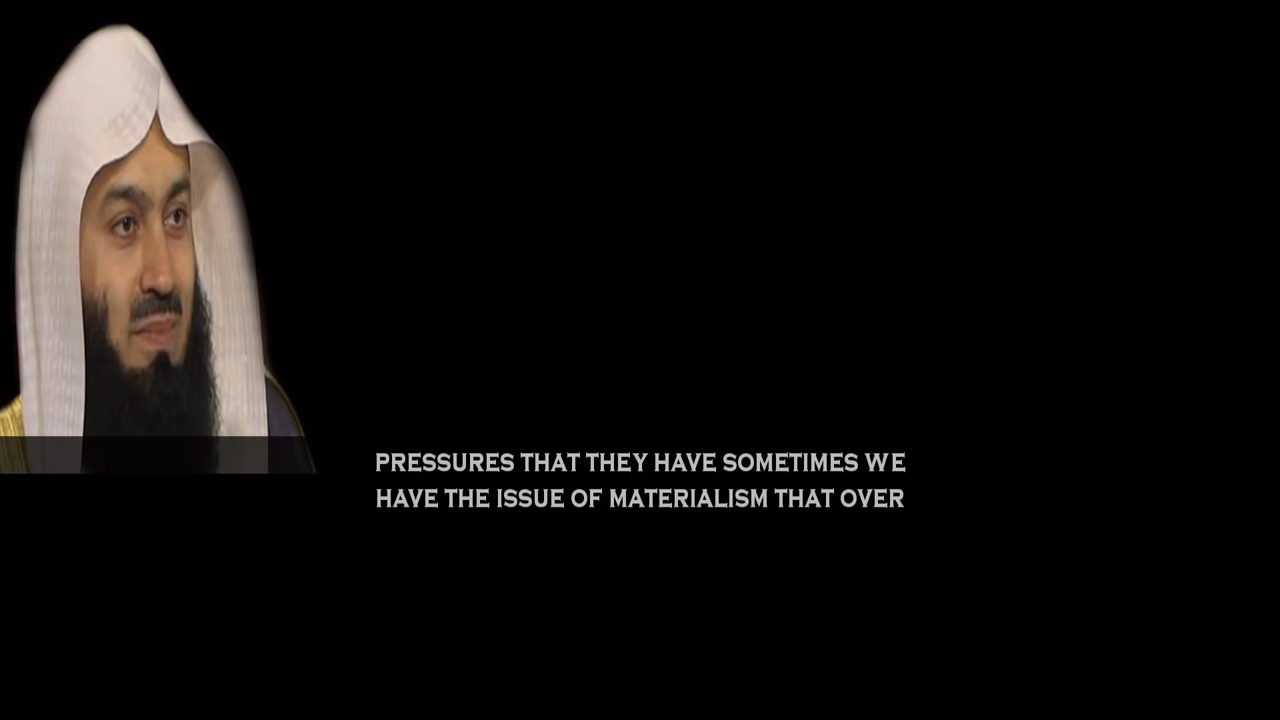 PRESSURES THAT THEY HAVE SOMETIMES WE
HAVE THE ISSUE OF MATERIALISM THAT OVER